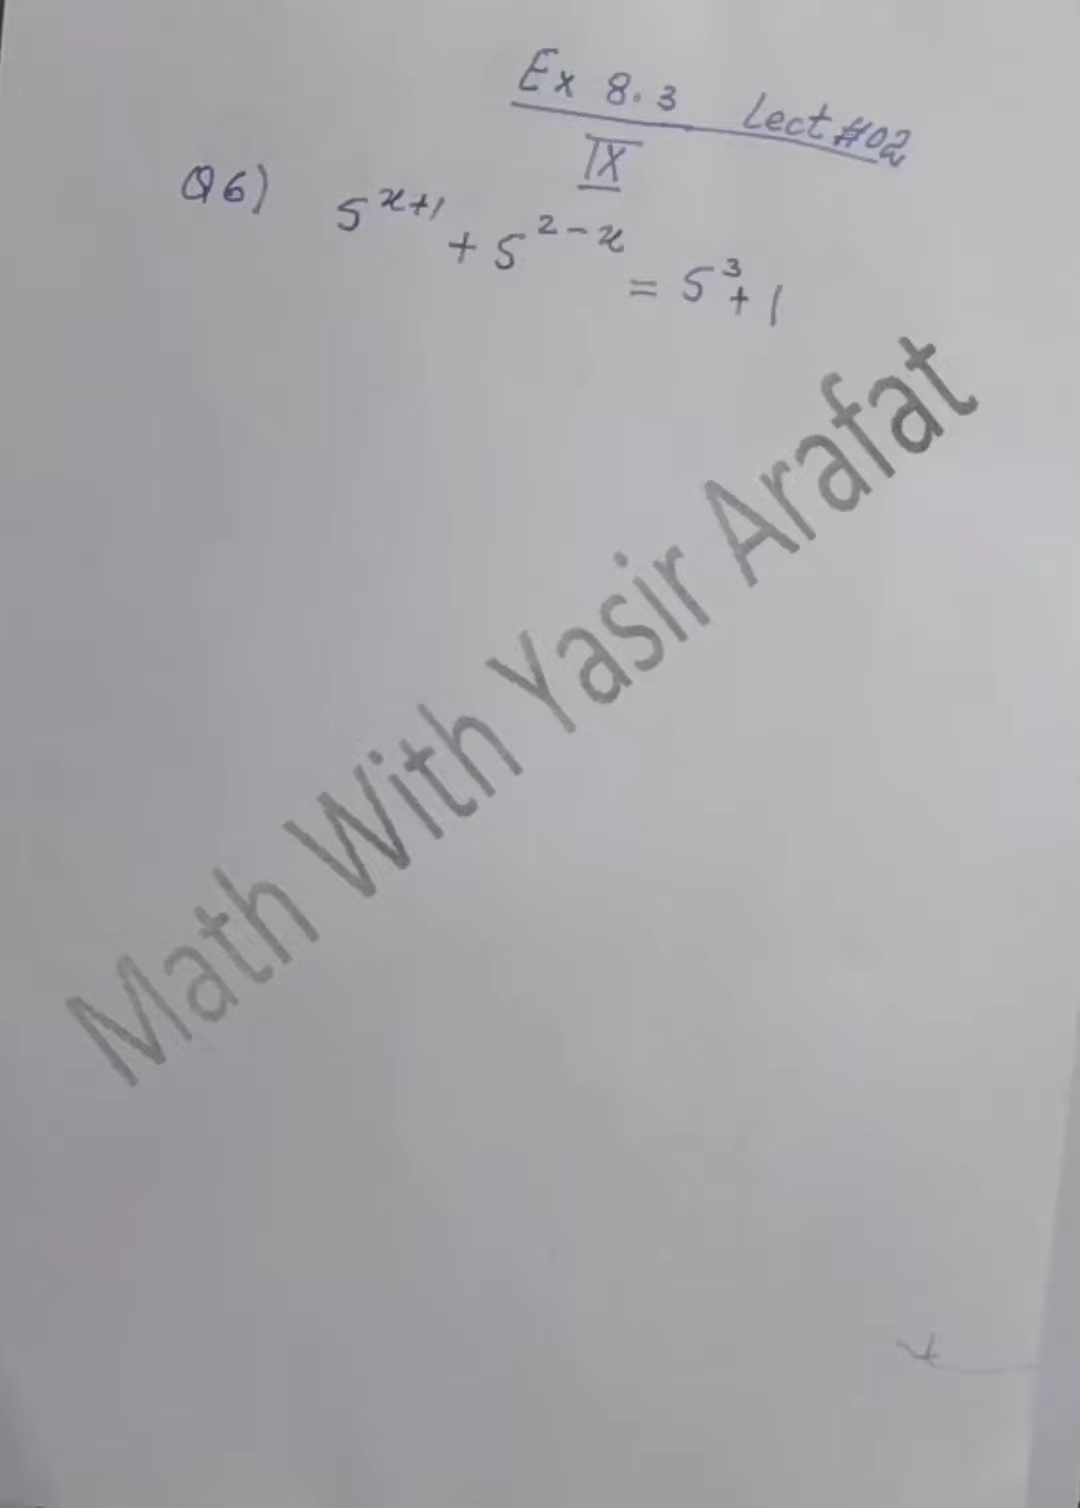 Ex 8.3 Lect #02
IX
Q6) 5^{x+1} + 5^{2-x} = 5^3 + 1
Math With Yasir Arafat